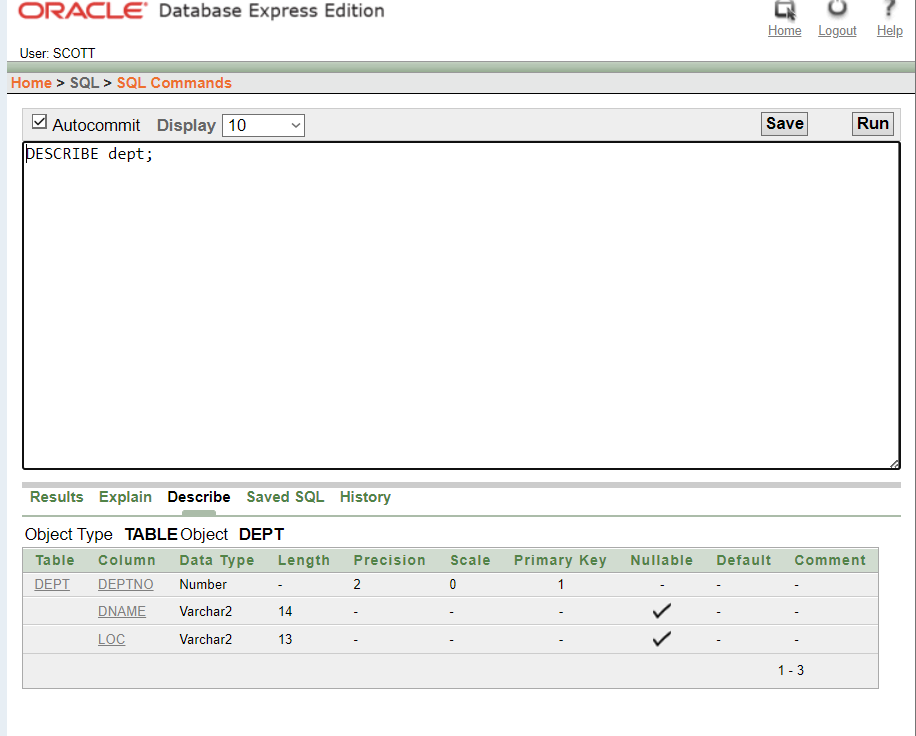 ORACLE® Database Express Edition
Home Logout Help
User: SCOTT
Home > SQL > SQL Commands
Autocommit Display 10 Save Run
DESCRIBE dept;
Results Explain Describe Saved SQL History
Object Type TABLE Object DEPT
Table Column Data Type Length Precision Scale Primary Key Nullable Default Comment
DEPT DEPTNO Number - 2 0 1 - - -
DNAME Varchar2 14 - - - ✓ - -
LOC Varchar2 13 - - - ✓ - -
1 - 3